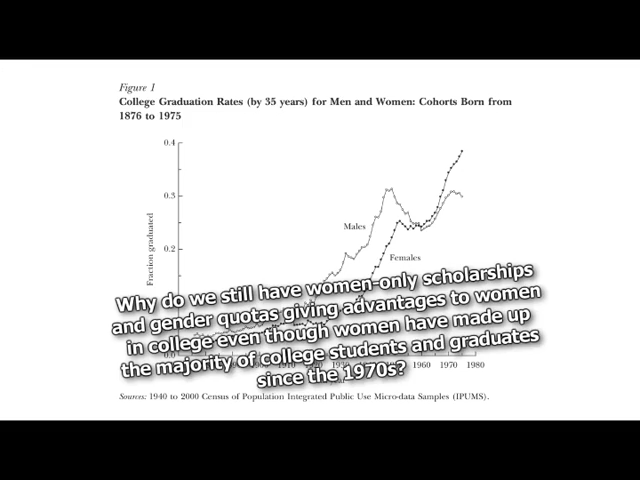 Figure 1
College Graduation Rates (by 35 years) for Men and Women: Cohorts Born from
1876 to 1975
0.4
0.3
0.2
Fraction graduated
Males
Females
Why do we still have women-only scholarships
and gender quotas giving advantages to women
in college even though women have made up
the majority of college students and graduates
since the 1970s?
1960 1970 1980
Sources: 1940 to 2000 Census of Population Integrated Public Use Micro-data Samples (IPUMS).